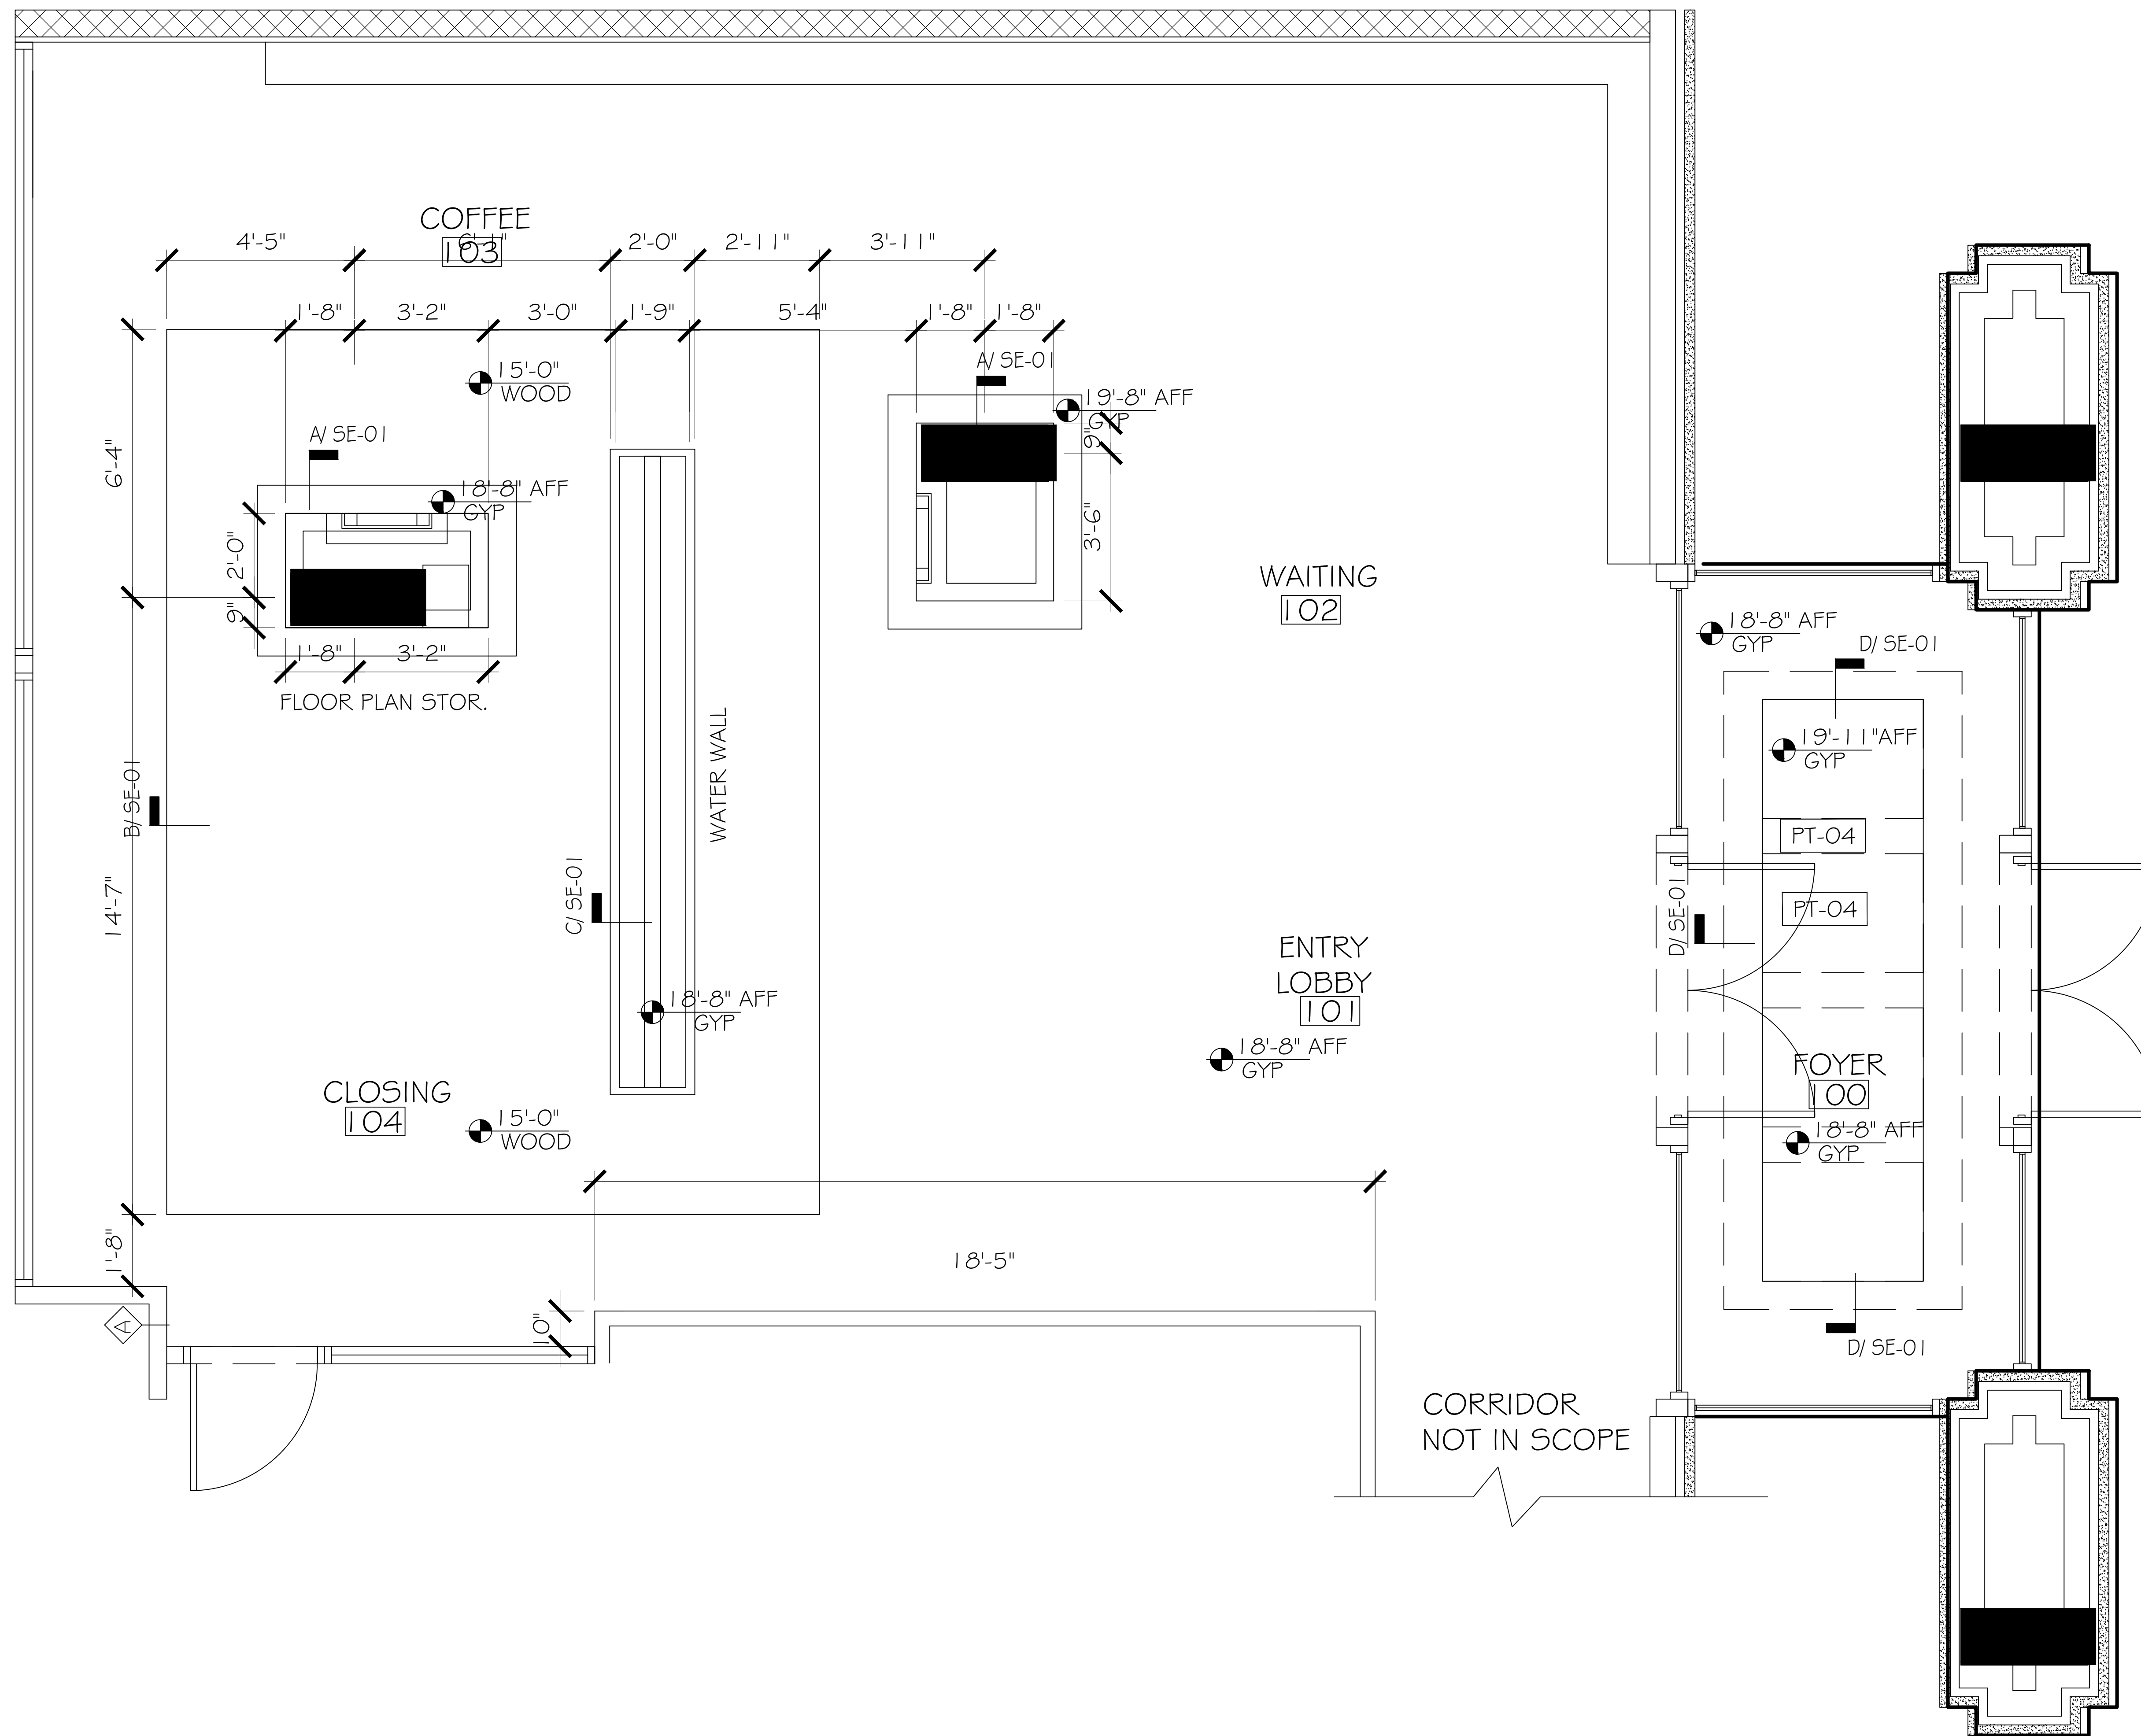 COFFEE
103
4'-5"
6'-1"
2'-0"
2'-11"
3'-11"
1'-8"
3'-2"
3'-0"
1'-9"
5'-4"
1'-8"
1'-8"
15'-0"
WOOD
A/ SE-01
19'-8" AFF
GYP
9"
3'-6"
A/ SE-01
18'-8" AFF
GYP
6'-4"
2'-0"
9"
1'-8"
3'-2"
FLOOR PLAN STOR.
WAITING
102
18'-8" AFF
GYP
D/ SE-01
19'-11"AFF
GYP
PT-04
PT-04
D/ SE-01
B/ SE-01
WATER WALL
C/ SE-01
14'-7"
ENTRY
LOBBY
101
18'-8" AFF
GYP
18'-8" AFF
GYP
FOYER
100
18'-8" AFF
GYP
CLOSING
104
15'-0"
WOOD
1'-8"
18'-5"
10"
A
D/ SE-01
CORRIDOR
NOT IN SCOPE